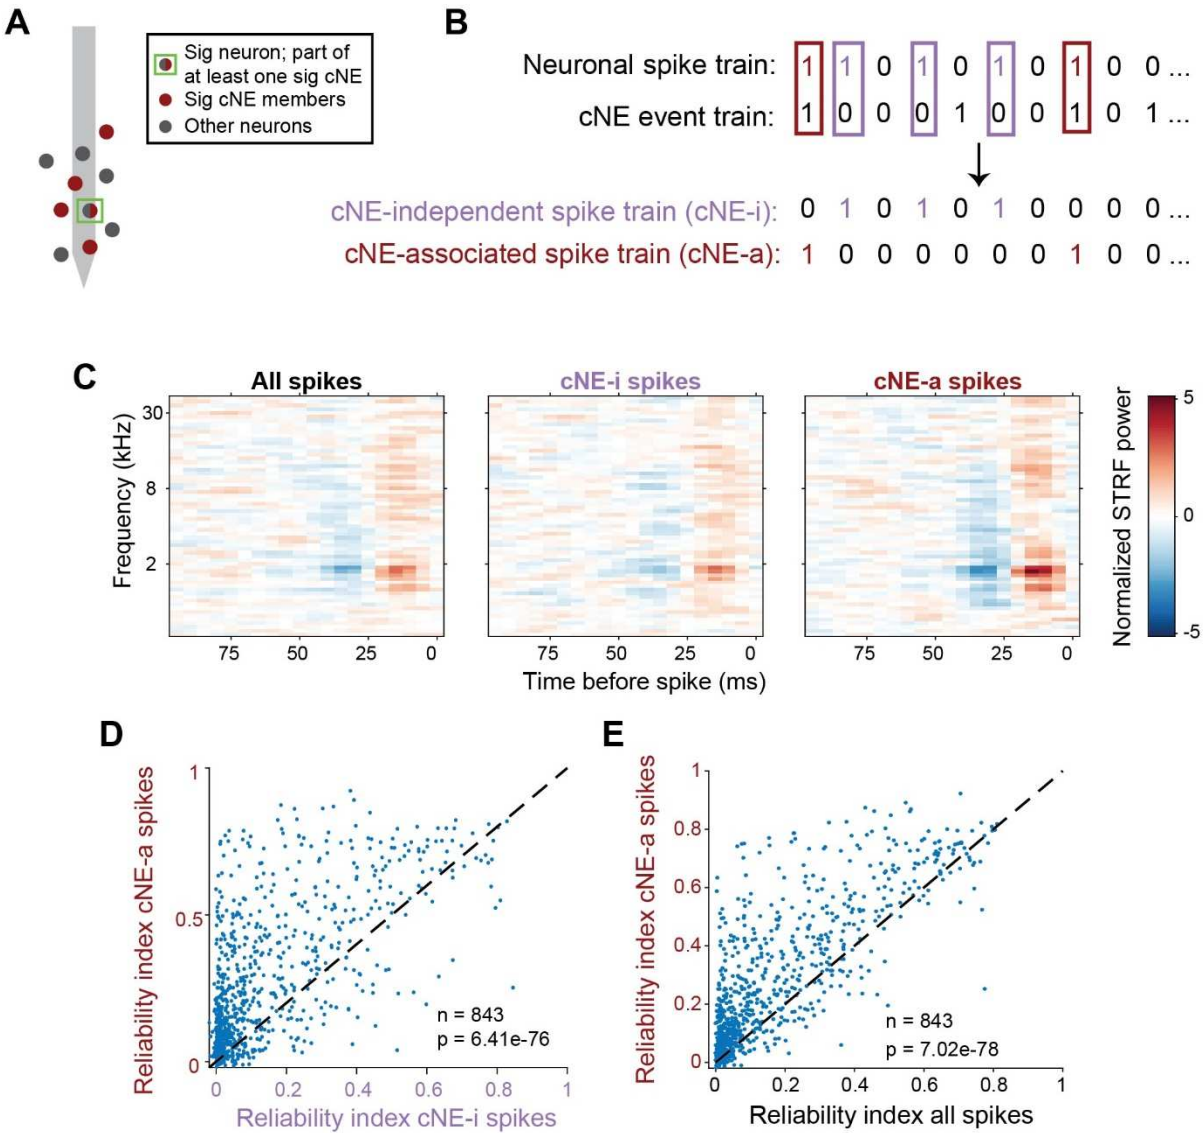 A
Sig neuron; part of
at least one sig cNE
Sig cNE members
Other neurons
B
Neuronal spike train: 1 1 0 1 0 1 0 1 0 0 ...
cNE event train: 1 0 0 0 1 0 0 1 0 1 ...
cNE-independent spike train (cNE-i): 0 1 0 1 0 1 0 0 0 0 ...
cNE-associated spike train (cNE-a): 1 0 0 0 0 0 0 1 0 0 ...
C
All spikes
cNE-i spikes
cNE-a spikes
Frequency (kHz)
30
8
2
75 50 25 0
75 50 25 0
75 50 25 0
Time before spike (ms)
Normalized STRF power
5
0
-5
D
Reliability index cNE-a spikes
1
0.5
0
n = 843
p = 6.41e-76
0 0.2 0.4 0.6 0.8 1
Reliability index cNE-i spikes
E
Reliability index cNE-a spikes
1
0.8
0.6
0.4
0.2
0
n = 843
p = 7.02e-78
0 0.2 0.4 0.6 0.8 1
Reliability index all spikes